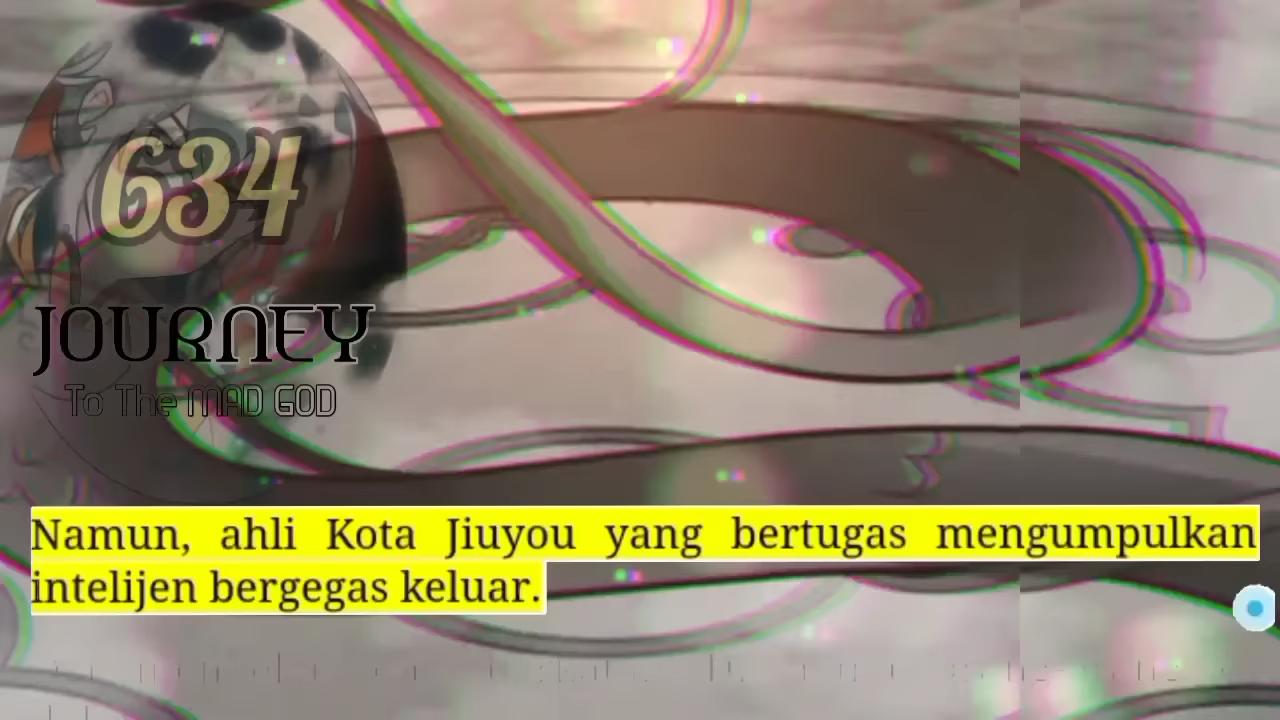 634
JOURNEY
To The MAD GOD
Namun, ahli Kota Jiuyou yang bertugas mengumpulkan
intelijen bergegas keluar.